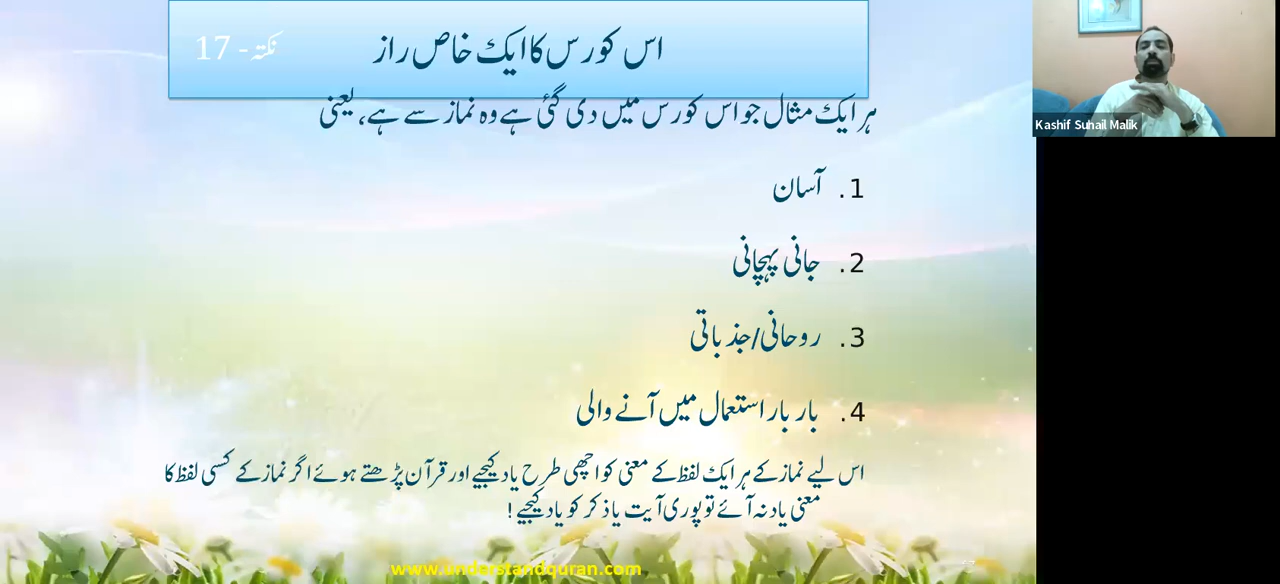 اس کورس کا ایک خاص راز
نکتہ - 17
ہر ایک مثال جو اس کورس میں دی گئی ہے وہ نماز سے ہے، یعنی
1. آسان
2. جانی پہچانی
3. روحانی/جذباتی
4. بار بار استعمال میں آنے والی
اس لیے نماز کے ہر ایک لفظ کے معنی کو اچھی طرح یاد کیجیے اور قرآن پڑھتے ہوئے اگر نماز کے کسی لفظ کا
معنی یاد نہ آئے تو پوری آیت یا ذکر کو یاد کیجیے!
www.understandquran.com
Kashif Suhail Malik